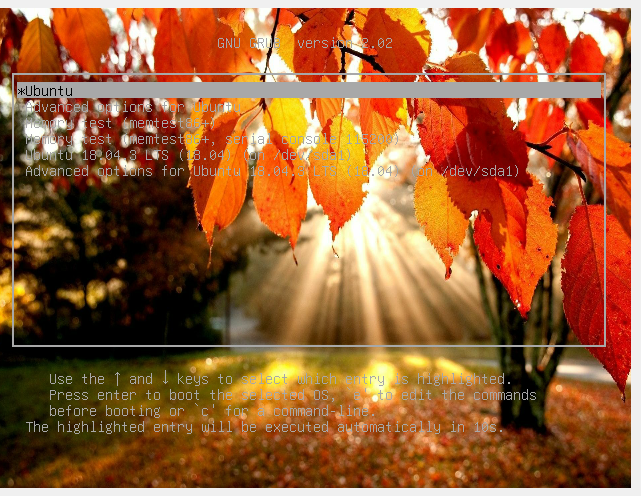 GNU GRUB version 2.02
*Ubuntu
Advanced options for Ubuntu
Memory test (memtest86+)
Memory test (memtest86+, serial console 115200)
Ubuntu 18.04.3 LTS (18.04) (on /dev/sda1)
Advanced options for Ubuntu 18.04.3 LTS (18.04) (on /dev/sda1)
Use the ↑ and ↓ keys to select which entry is highlighted.
Press enter to boot the selected OS, `e' to edit the commands
before booting or `c' for a command-line.
The highlighted entry will be executed automatically in 10s.